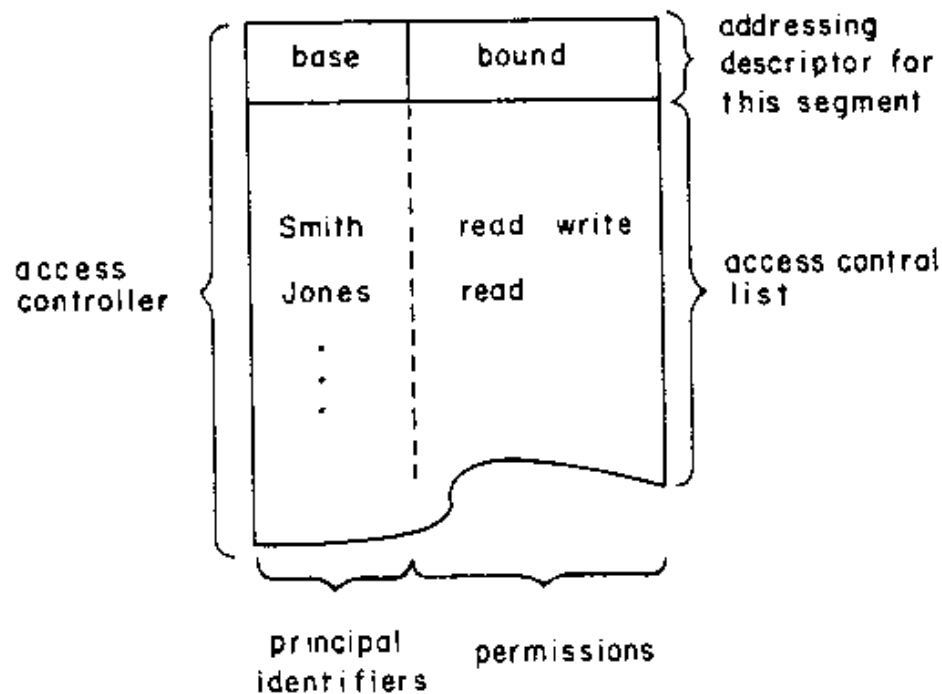 base
bound
addressing
descriptor for
this segment
Smith
read write
Jones
read
access
controller
access control
list
principal
identifiers
permissions